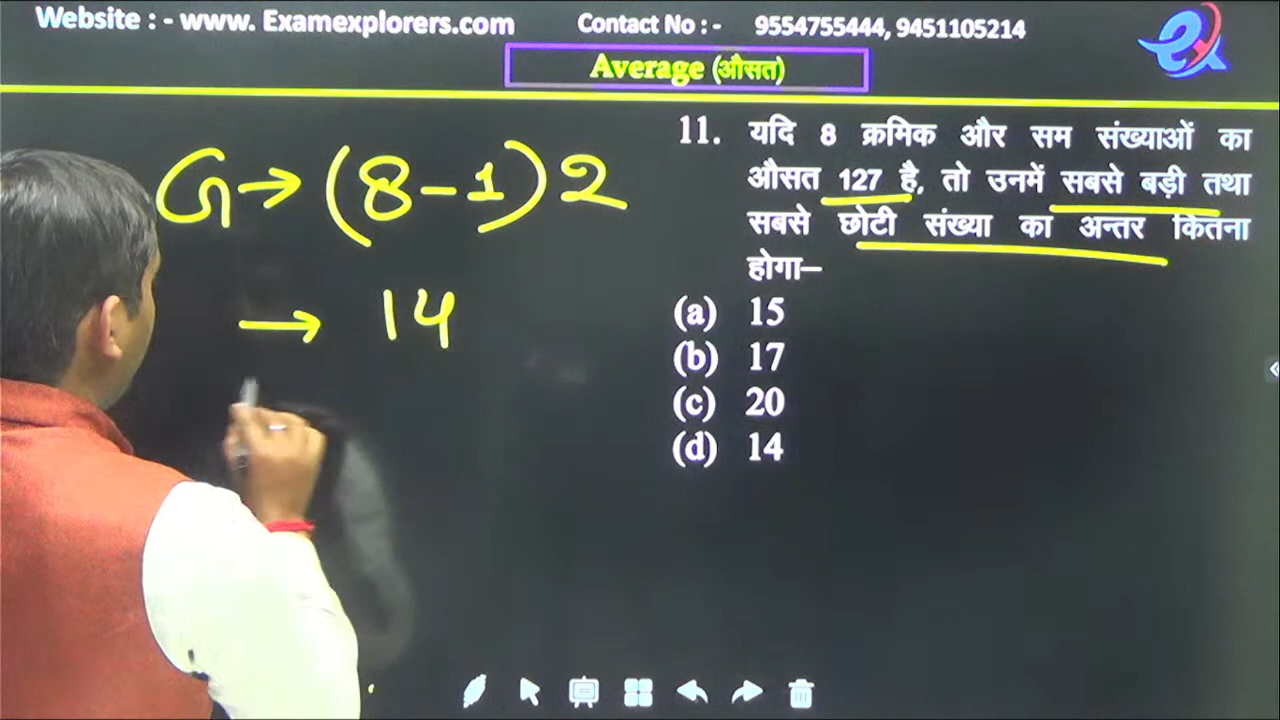 Website : - www. Examexplorers.com Contact No : - 9554755444, 9451105214
ex
Average (औसत)
G → (8-1)2
→ 14
11. यदि 8 क्रमिक और सम संख्याओं का
औसत 127 है, तो उनमें सबसे बड़ी तथा
सबसे छोटी संख्या का अन्तर कितना
होगा–
(a) 15
(b) 17
(c) 20
(d) 14